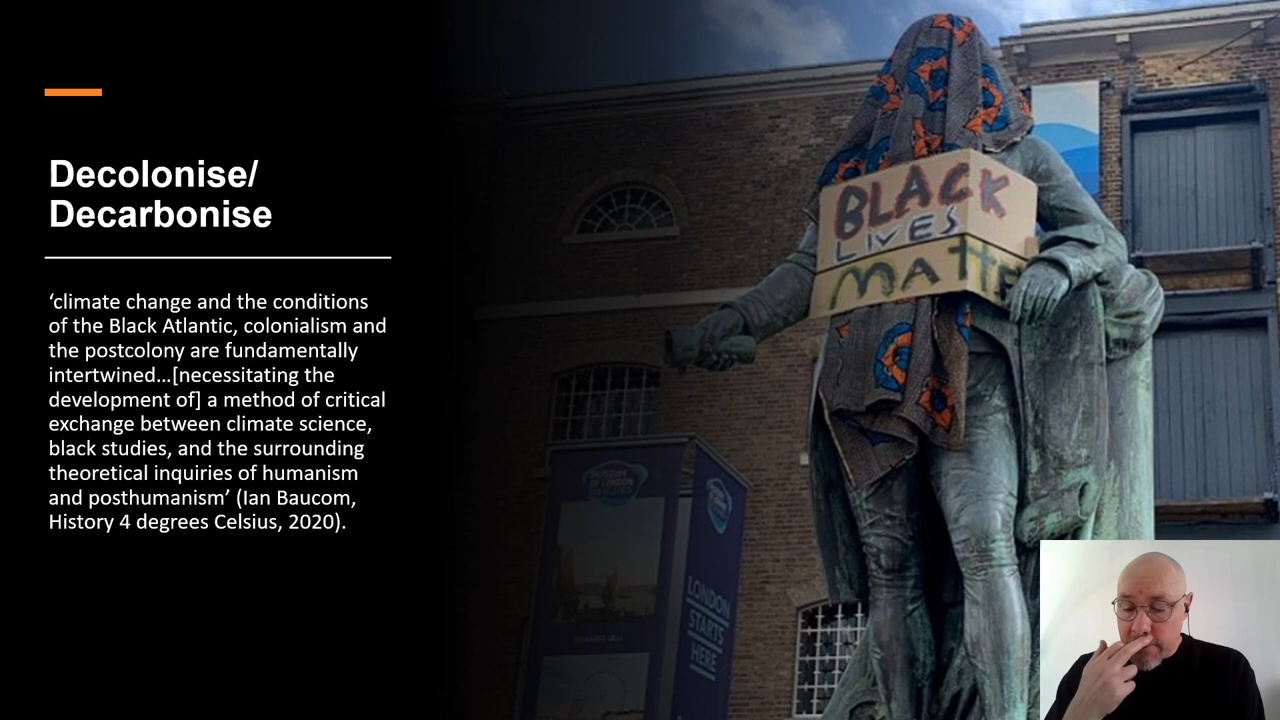 Decolonise/
Decarbonise
‘climate change and the conditions
of the Black Atlantic, colonialism and
the postcolony are fundamentally
intertwined…[necessitating the
development of] a method of critical
exchange between climate science,
black studies, and the surrounding
theoretical inquiries of humanism
and posthumanism’ (Ian Baucom,
History 4 degrees Celsius, 2020).
BLACK
LIVES
MATTE
LONDON
STARTS
HERE